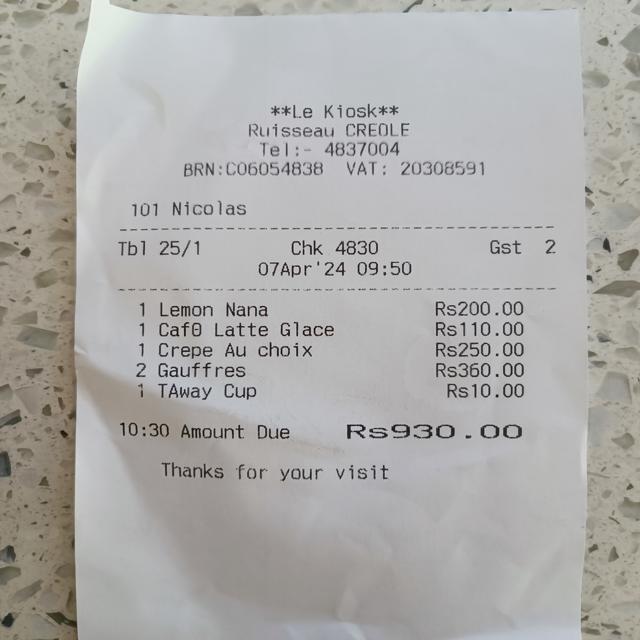 **Le Kiosk**
Ruisseau CREOLE
Tel:- 4837004
BRN:C06054838 VAT: 20308591
101 Nicolas
Tbl 25/1 Chk 4830 Gst 2
07Apr'24 09:50
1 Lemon Nana Rs200.00
1 Caf0 Latte Glace Rs110.00
1 Crepe Au choix Rs250.00
2 Gauffres Rs360.00
1 TAway Cup Rs10.00
10:30 Amount Due Rs930.00
Thanks for your visit